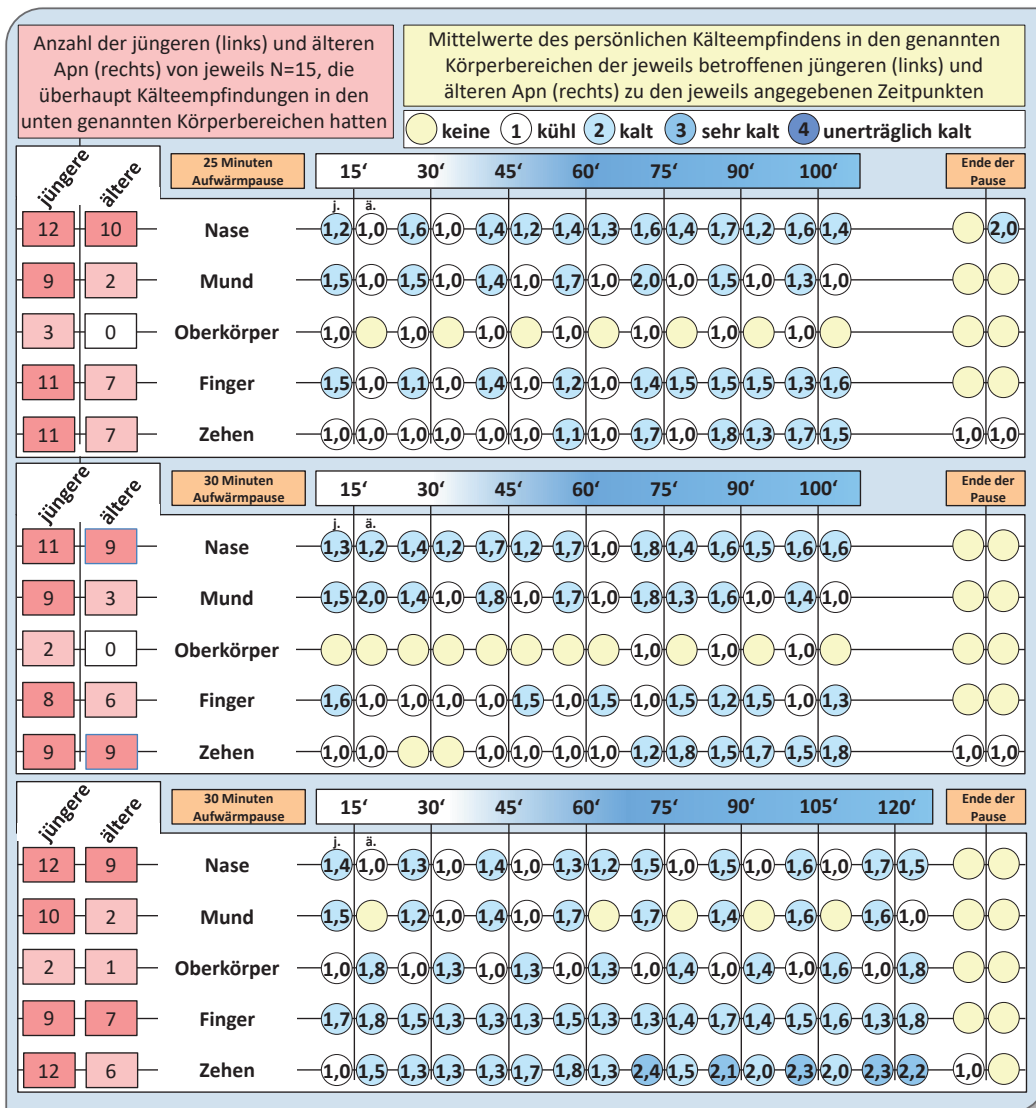 Anzahl der jüngeren (links) und älteren
Apn (rechts) von jeweils N=15, die
überhaupt Kälteempfindungen in den
unten genannten Körperbereichen hatten
Mittelwerte des persönlichen Kälteempfindens in den genannten
Körperbereichen der jeweils betroffenen jüngeren (links) und
älteren Apn (rechts) zu den jeweils angegebenen Zeitpunkten
keine 1 kühl 2 kalt 3 sehr kalt 4 unerträglich kalt
jüngere ältere 25 Minuten Aufwärmpause 15‘ 30‘ 45‘ 60‘ 75‘ 90‘ 100‘ Ende der Pause
j. ä.
12 10 Nase 1,2 1,0 1,6 1,0 1,4 1,2 1,4 1,3 1,6 1,4 1,7 1,2 1,6 1,4 2,0
9 2 Mund 1,5 1,0 1,5 1,0 1,4 1,0 1,7 1,0 2,0 1,0 1,5 1,0 1,3 1,0
3 0 Oberkörper 1,0 1,0 1,0 1,0 1,0 1,0 1,0
11 7 Finger 1,5 1,0 1,1 1,0 1,4 1,0 1,2 1,0 1,4 1,5 1,5 1,5 1,3 1,6
11 7 Zehen 1,0 1,0 1,0 1,0 1,0 1,0 1,1 1,0 1,7 1,0 1,8 1,3 1,7 1,5 1,0 1,0
jüngere ältere 30 Minuten Aufwärmpause 15‘ 30‘ 45‘ 60‘ 75‘ 90‘ 100‘ Ende der Pause
j. ä.
11 9 Nase 1,3 1,2 1,4 1,2 1,7 1,2 1,7 1,0 1,8 1,4 1,6 1,5 1,6 1,6
9 3 Mund 1,5 2,0 1,4 1,0 1,8 1,0 1,7 1,0 1,8 1,3 1,6 1,0 1,4 1,0
2 0 Oberkörper 1,0 1,0 1,0
8 6 Finger 1,6 1,0 1,0 1,0 1,0 1,5 1,0 1,5 1,0 1,5 1,2 1,5 1,0 1,3
9 9 Zehen 1,0 1,0 1,0 1,0 1,0 1,0 1,2 1,8 1,5 1,7 1,5 1,8 1,0 1,0
jüngere ältere 30 Minuten Aufwärmpause 15‘ 30‘ 45‘ 60‘ 75‘ 90‘ 105‘ 120‘ Ende der Pause
j. ä.
12 9 Nase 1,4 1,0 1,3 1,0 1,4 1,0 1,3 1,2 1,5 1,0 1,5 1,0 1,6 1,0 1,7 1,5
10 2 Mund 1,5 1,2 1,0 1,4 1,0 1,7 1,7 1,4 1,6 1,6 1,0
2 1 Oberkörper 1,0 1,8 1,0 1,3 1,0 1,3 1,0 1,3 1,0 1,4 1,0 1,4 1,0 1,6 1,0 1,8
9 7 Finger 1,7 1,8 1,5 1,3 1,3 1,3 1,5 1,3 1,3 1,4 1,7 1,4 1,5 1,6 1,3 1,8
12 6 Zehen 1,0 1,5 1,3 1,3 1,3 1,7 1,8 1,3 2,4 1,5 2,1 2,0 2,3 2,0 2,3 2,2 1,0